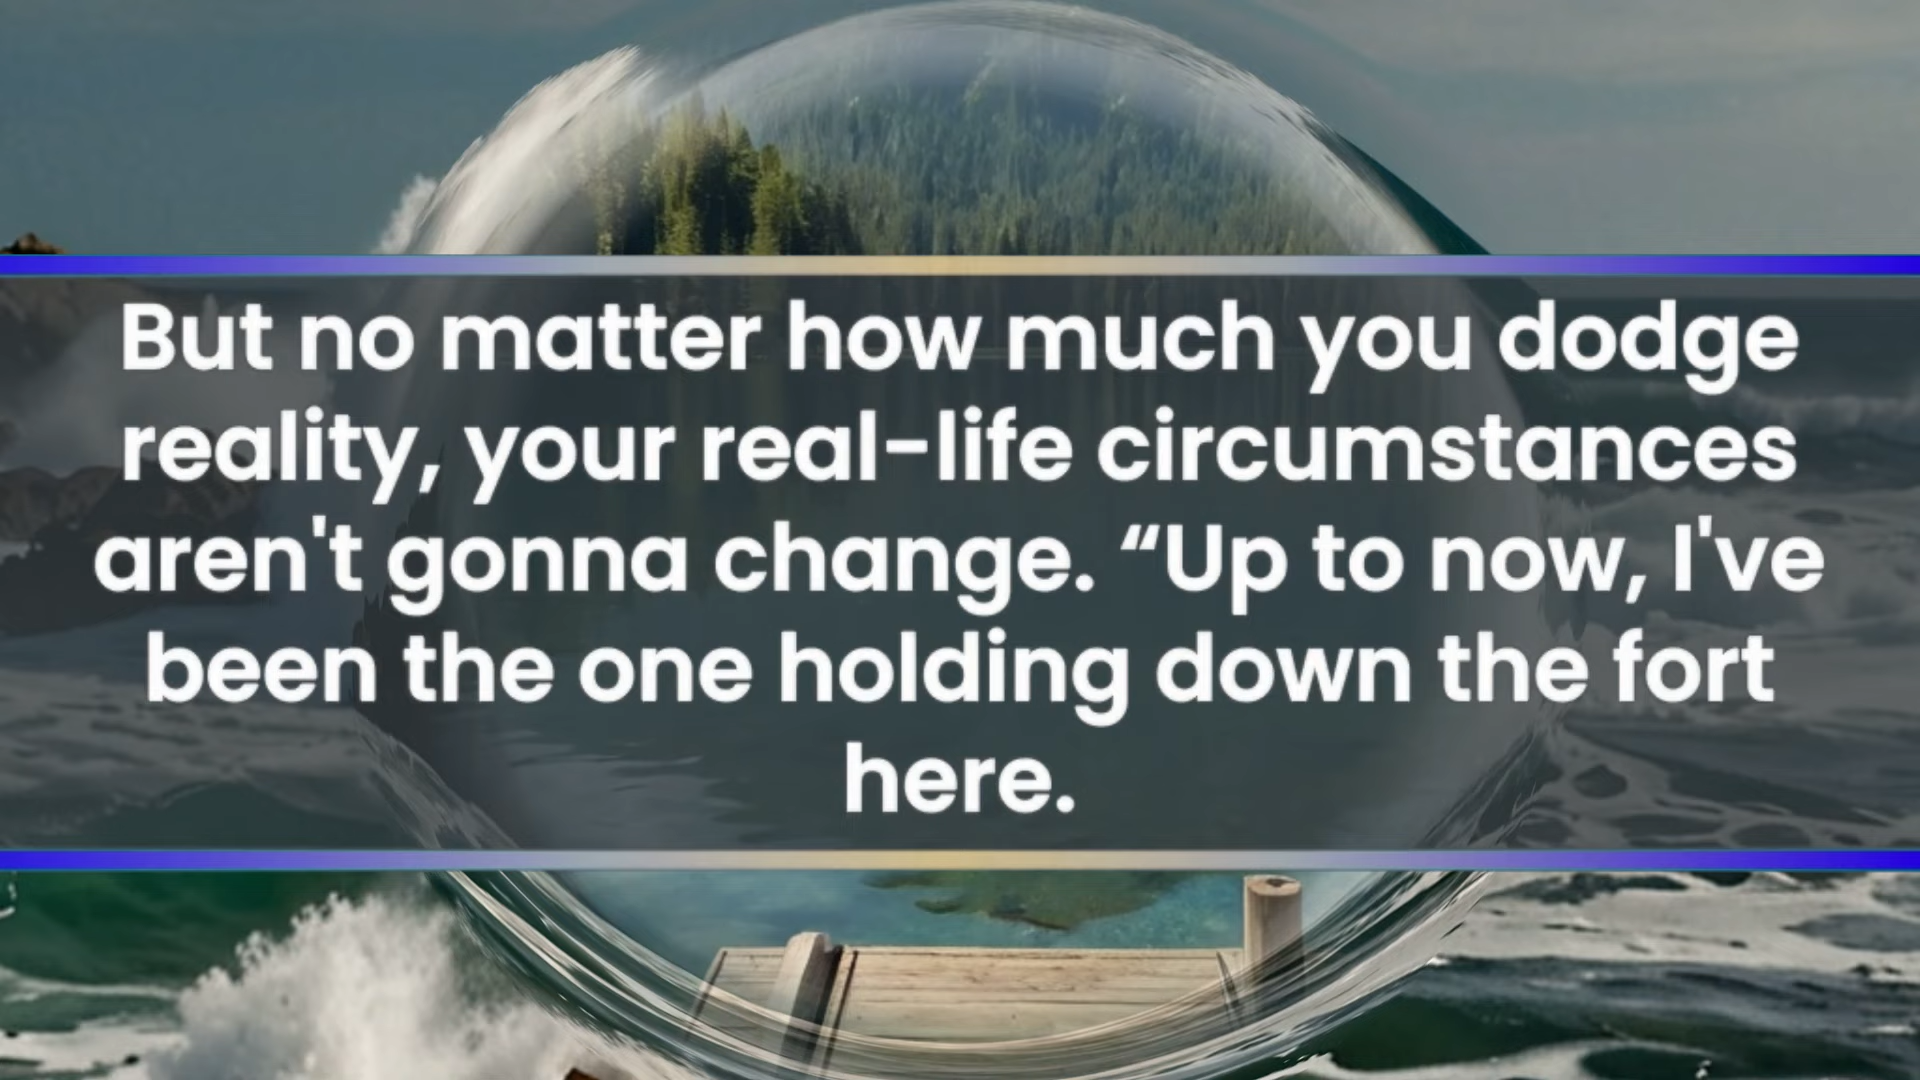 But no matter how much you dodge
reality, your real-life circumstances
aren't gonna change. “Up to now, I've
been the one holding down the fort
here.